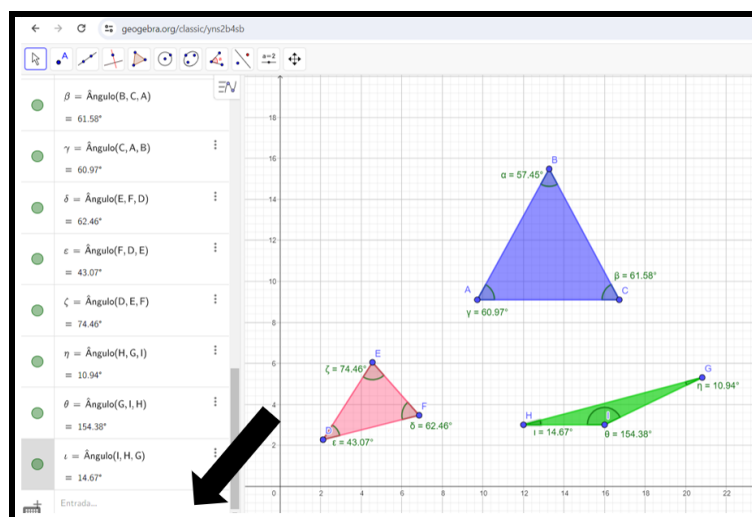 geogebra.org/classic/yns2b4sb
A
a=2
β = Ângulo(B, C, A)
= 61.58°
γ = Ângulo(C, A, B)
= 60.97°
δ = Ângulo(E, F, D)
= 62.46°
ε = Ângulo(F, D, E)
= 43.07°
ζ = Ângulo(D, E, F)
= 74.46°
η = Ângulo(H, G, I)
= 10.94°
θ = Ângulo(G, I, H)
= 154.38°
ι = Ângulo(I, H, G)
= 14.67°
Entrada...
18
16
14
12
10
8
6
4
2
0
0 2 4 6 8 10 12 14 16 18 20 22
B
α = 57.45°
A
γ = 60.97°
β = 61.58°
C
E
ζ = 74.46°
F
δ = 62.46°
D
ε = 43.07°
G
η = 10.94°
H
ι = 14.67°
I
θ = 154.38°